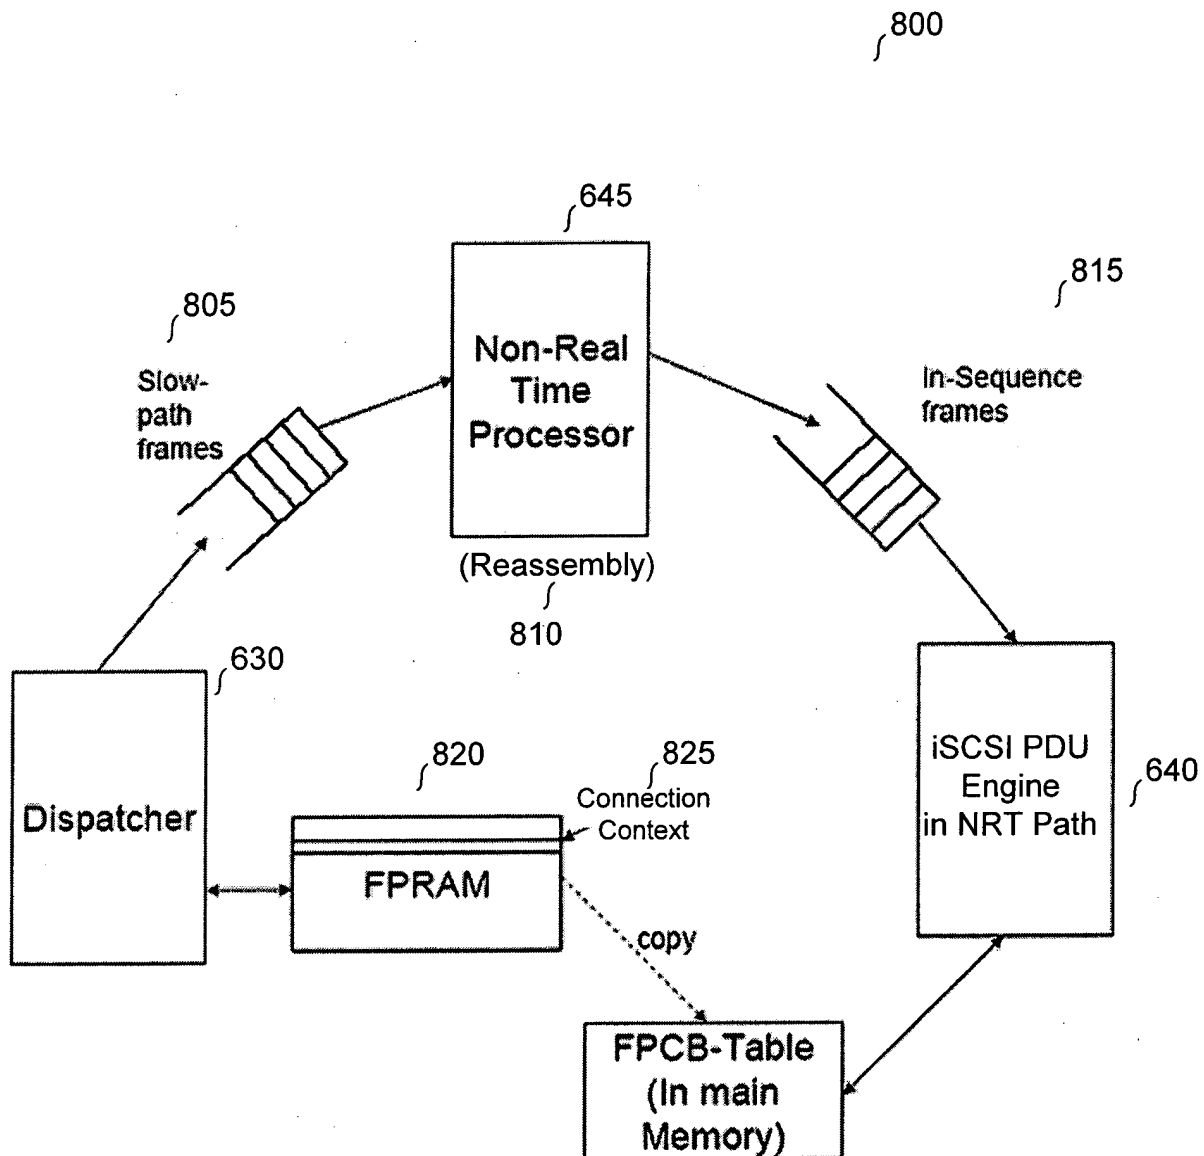 800
645
805
815
Slow-
path
frames
Non-Real
Time
Processor
In-Sequence
frames
(Reassembly)
810
630
820
825
Connection
Context
Dispatcher
FPRAM
iSCSI PDU
Engine
in NRT Path
640
copy
FPCB-Table
(In main
Memory)